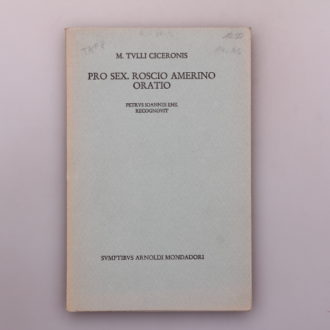 M. TVLLI CICERONIS
PRO SEX. ROSCIO AMERINO
ORATIO
PETRVS IOANNES ENK
RECOGNOVIT
SVMPTIBVS ARNOLDI MONDADORI